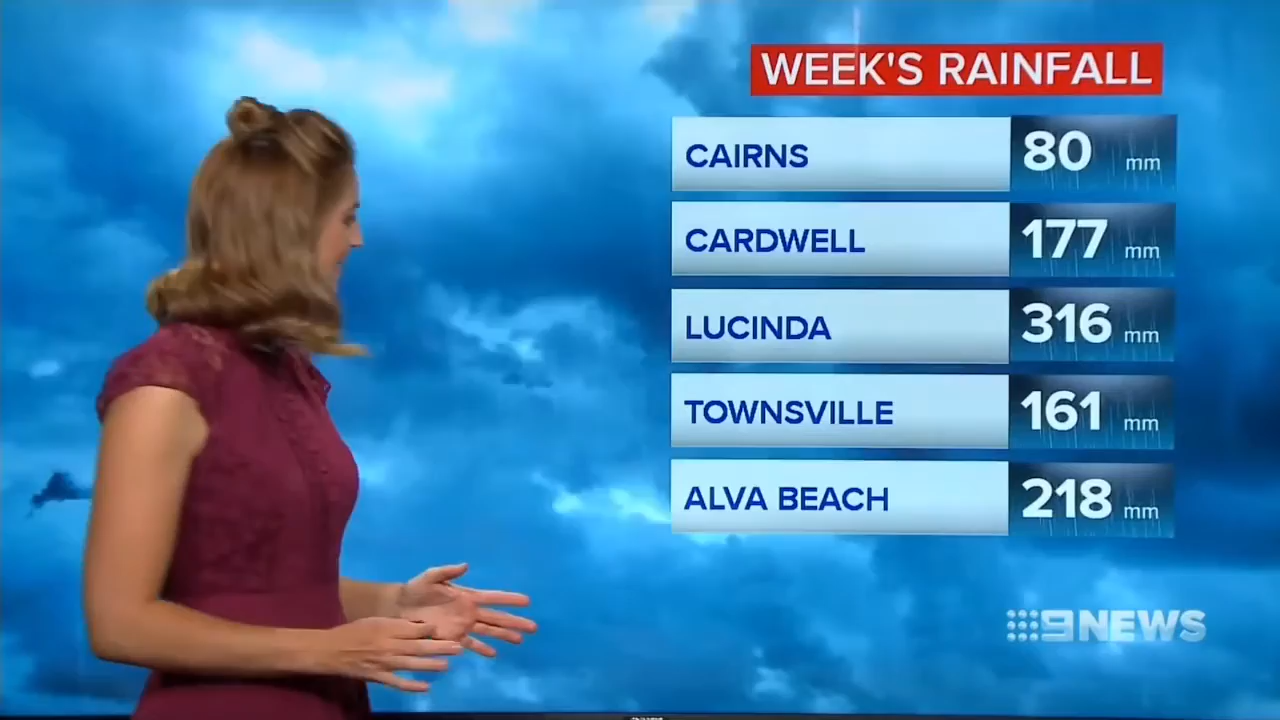 WEEK'S RAINFALL
CAIRNS 80 mm
CARDWELL 177 mm
LUCINDA 316 mm
TOWNSVILLE 161 mm
ALVA BEACH 218 mm
9NEWS